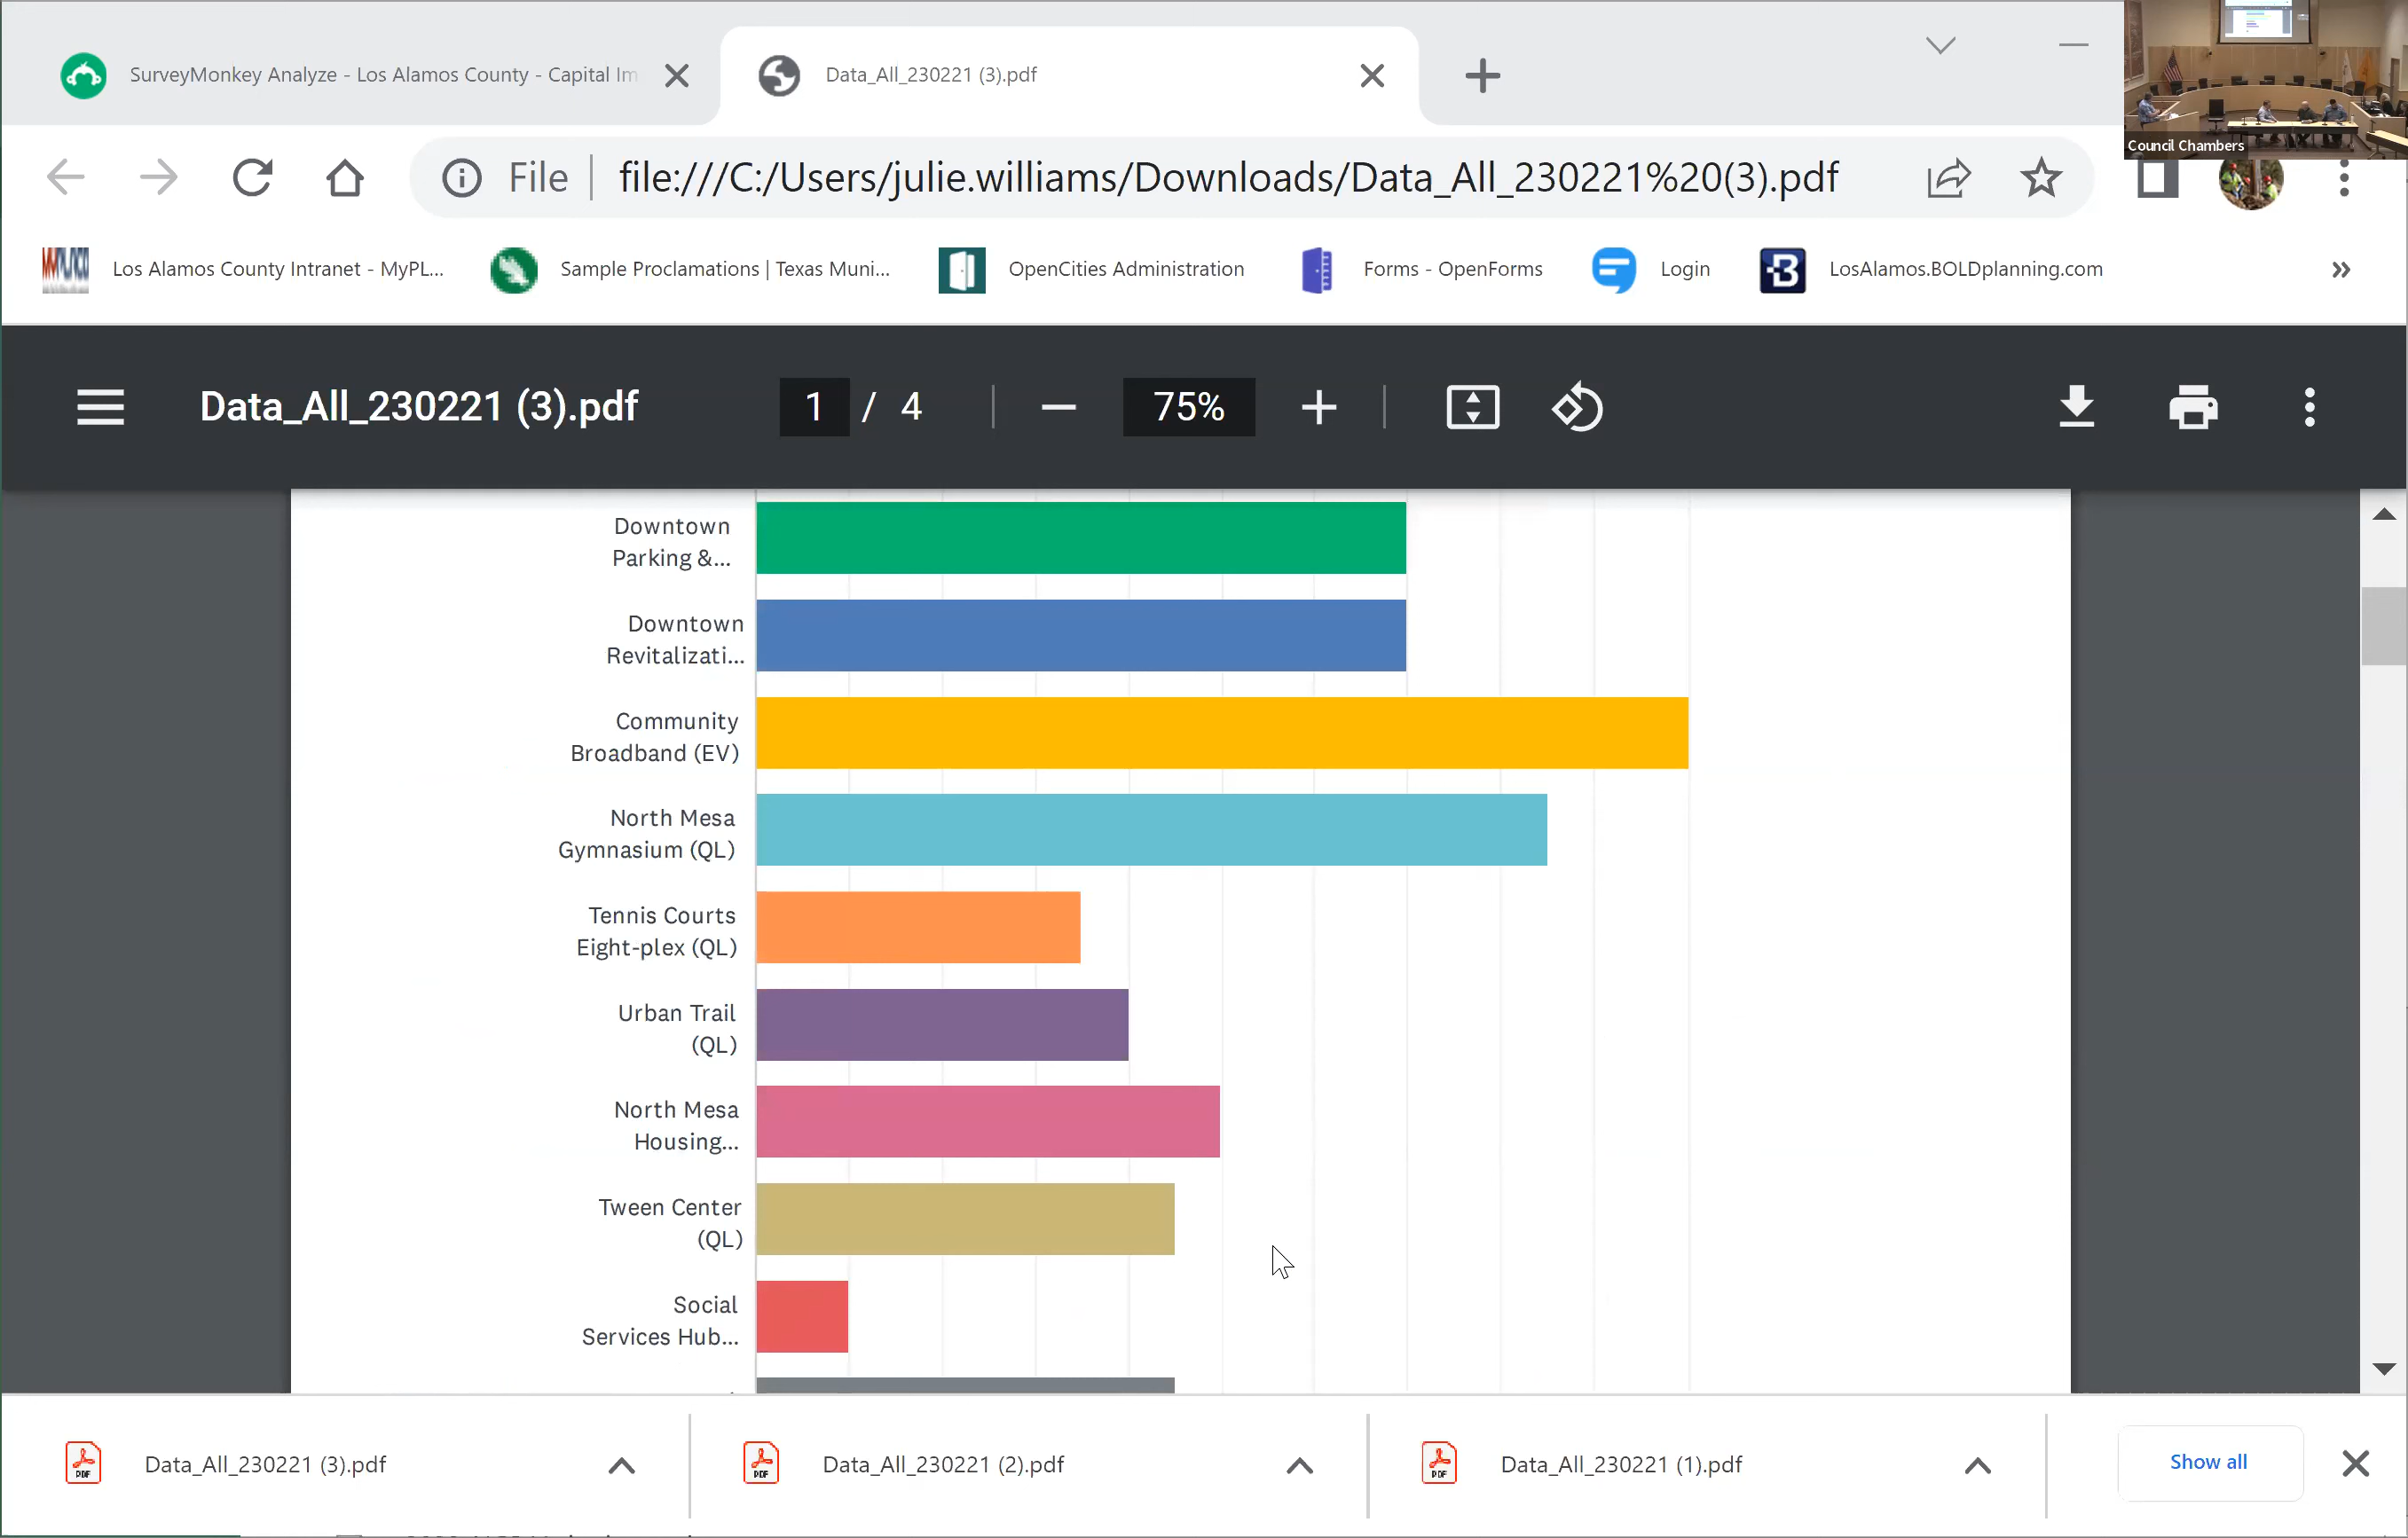 SurveyMonkey Analyze - Los Alamos County - Capital Im
Data_All_230221 (3).pdf
Council Chambers
File
file:///C:/Users/julie.williams/Downloads/Data_All_230221%20(3).pdf
Los Alamos County Intranet - MyPL...
Sample Proclamations | Texas Muni...
OpenCities Administration
Forms - OpenForms
Login
LosAlamos.BOLDplanning.com
Data_All_230221 (3).pdf
1 / 4
75%
Downtown
Parking &...
Downtown
Revitalizati...
Community
Broadband (EV)
North Mesa
Gymnasium (QL)
Tennis Courts
Eight-plex (QL)
Urban Trail
(QL)
North Mesa
Housing...
Tween Center
(QL)
Social
Services Hub...
PDF
Data_All_230221 (3).pdf
PDF
Data_All_230221 (2).pdf
PDF
Data_All_230221 (1).pdf
Show all